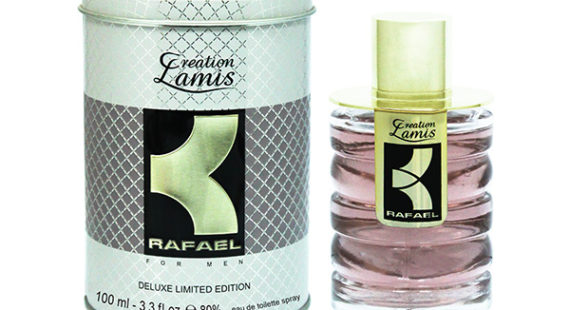 Creation
Lamis
RAFAEL
FOR MEN
DELUXE LIMITED EDITION
100 ml - 3.3 fl.oz ℮ 80% eau de toilette spray
Creation
Lamis
RAFAEL